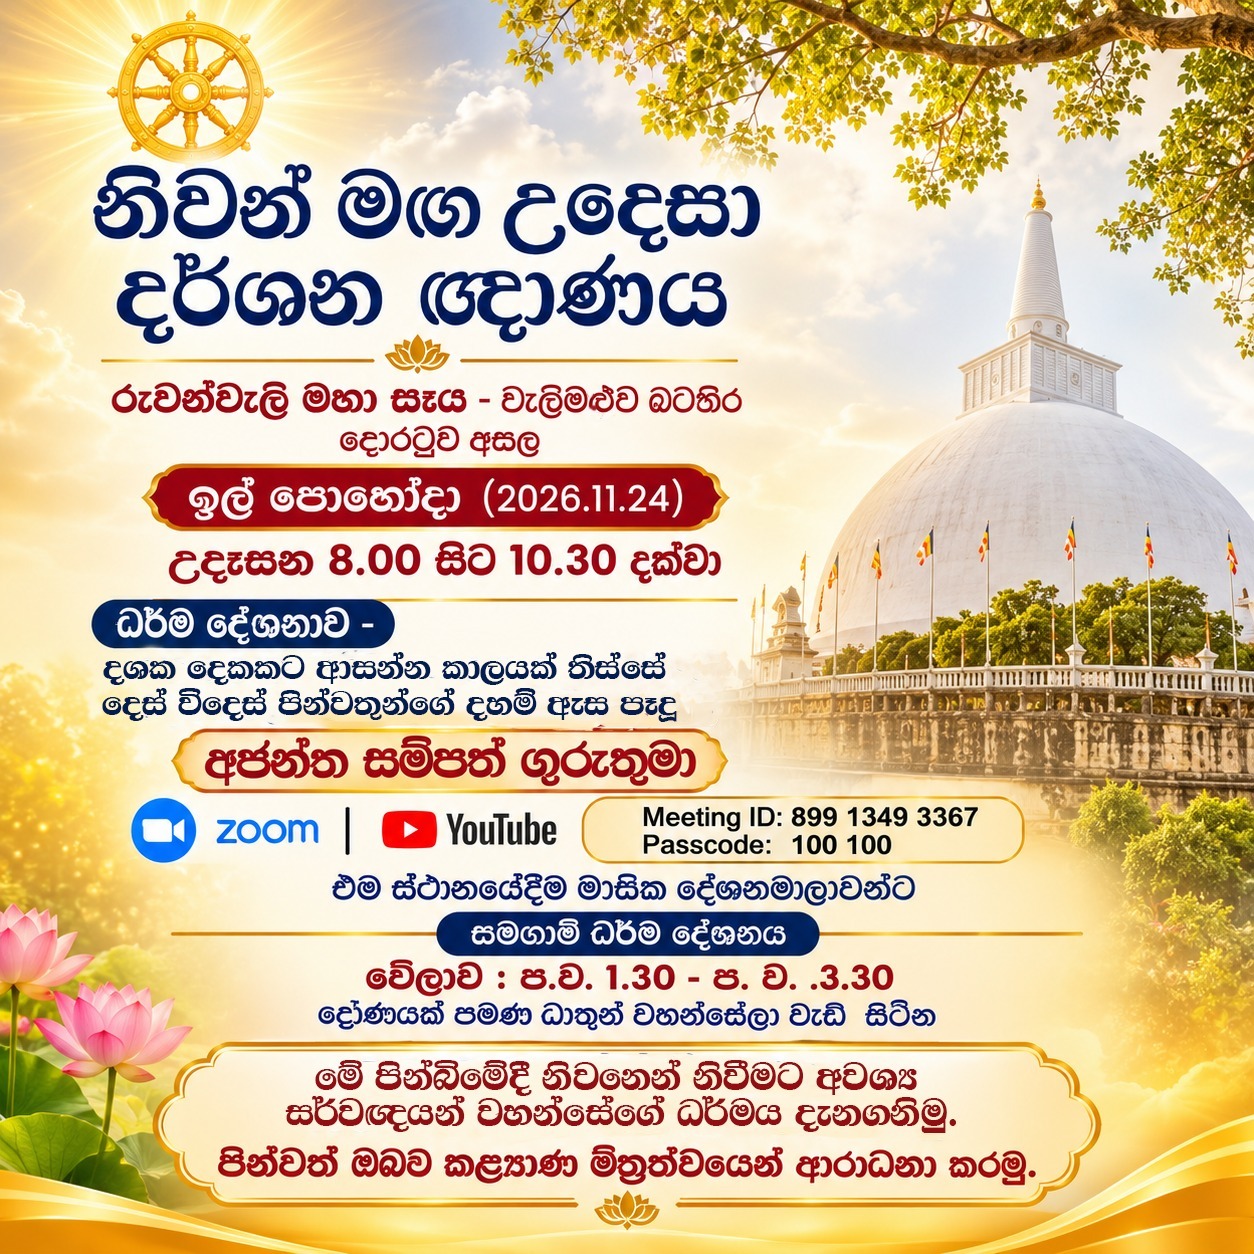 නිවන් මඟ උදෙසා
දර්ශන ඥාණය
රුවන්වැලි මහා සෑය - වැලිමළුව බටහිර
දොරටුව අසල
ඉල් පොහෝදා (2026.11.24)
උදෑසන 8.00 සිට 10.30 දක්වා
ධර්ම දේශනාව -
දශක දෙකකට ආසන්න කාලයක් තිස්සේ
දෙස් විදෙස් පින්වතුන්ගේ දහම් ඇස පෑදූ
අජන්ත සම්පත් ගුරුතුමා
zoom | YouTube
Meeting ID: 899 1349 3367
Passcode: 100 100
එම ස්ථානයේදීම මාසික දේශනමාලාවන්ට
සමගාමි ධර්ම දේශනය
වේලාව : ප.ව. 1.30 - ප. ව. .3.30
ද්‍රෝණයක් පමණ ධාතුන් වහන්සේලා වැඩ සිටින
මේ පින්බිමේදී නිවනෙන් නිවීමට අවශ්‍ය
සර්වඥයන් වහන්සේගේ ධර්මය දැනගනිමු.
පින්වත් ඔබව කළ්‍යාණ මිත්‍රත්වයෙන් ආරාධනා කරමු.